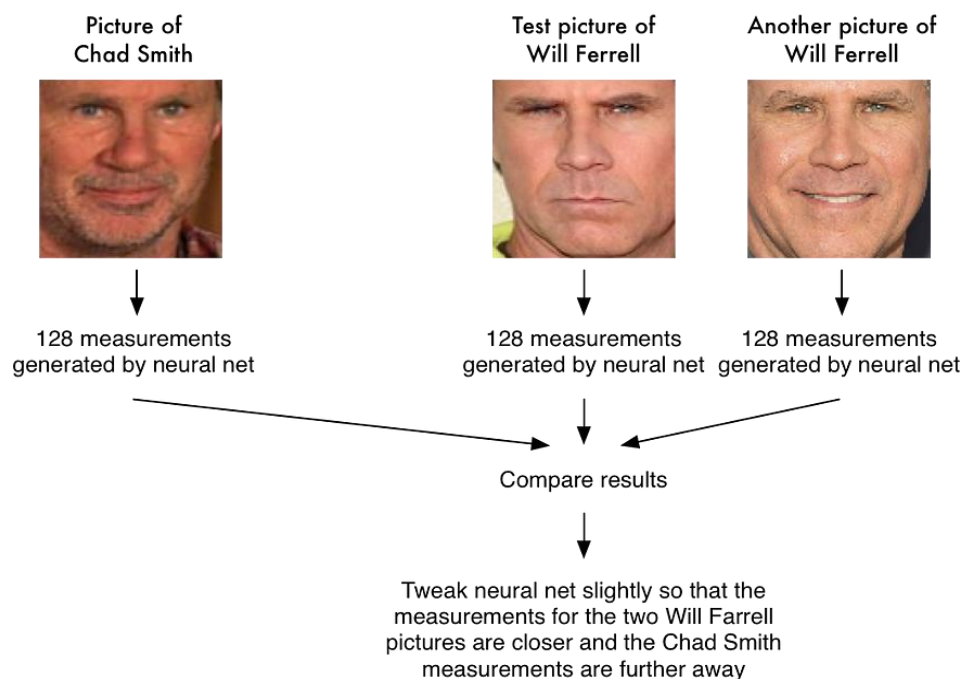 Picture of
Chad Smith
Test picture of
Will Ferrell
Another picture of
Will Ferrell
128 measurements
generated by neural net
128 measurements
generated by neural net
128 measurements
generated by neural net
Compare results
Tweak neural net slightly so that the
measurements for the two Will Farrell
pictures are closer and the Chad Smith
measurements are further away